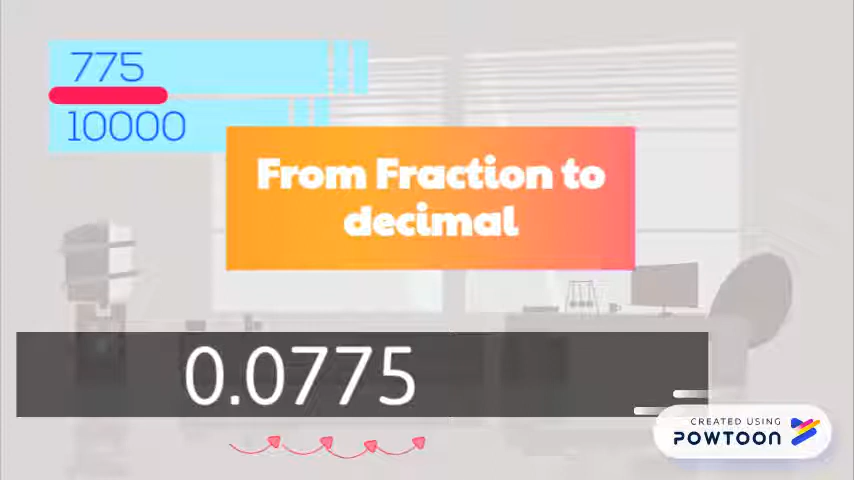 775
10000
From Fraction to
decimal
0.0775
CREATED USING
POWTOON